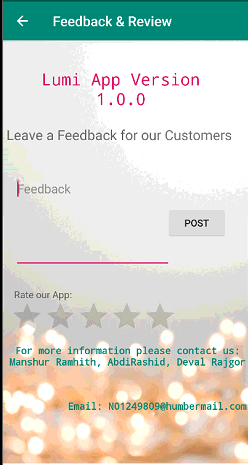 Feedback & Review
Lumi App Version
1.0.0
Leave a Feedback for our Customers
Feedback
POST
Rate our App:
For more information please contact us:
Manshur Ramhith, AbdiRashid, Deval Rajgor
Email: N01249809@humbermail.com